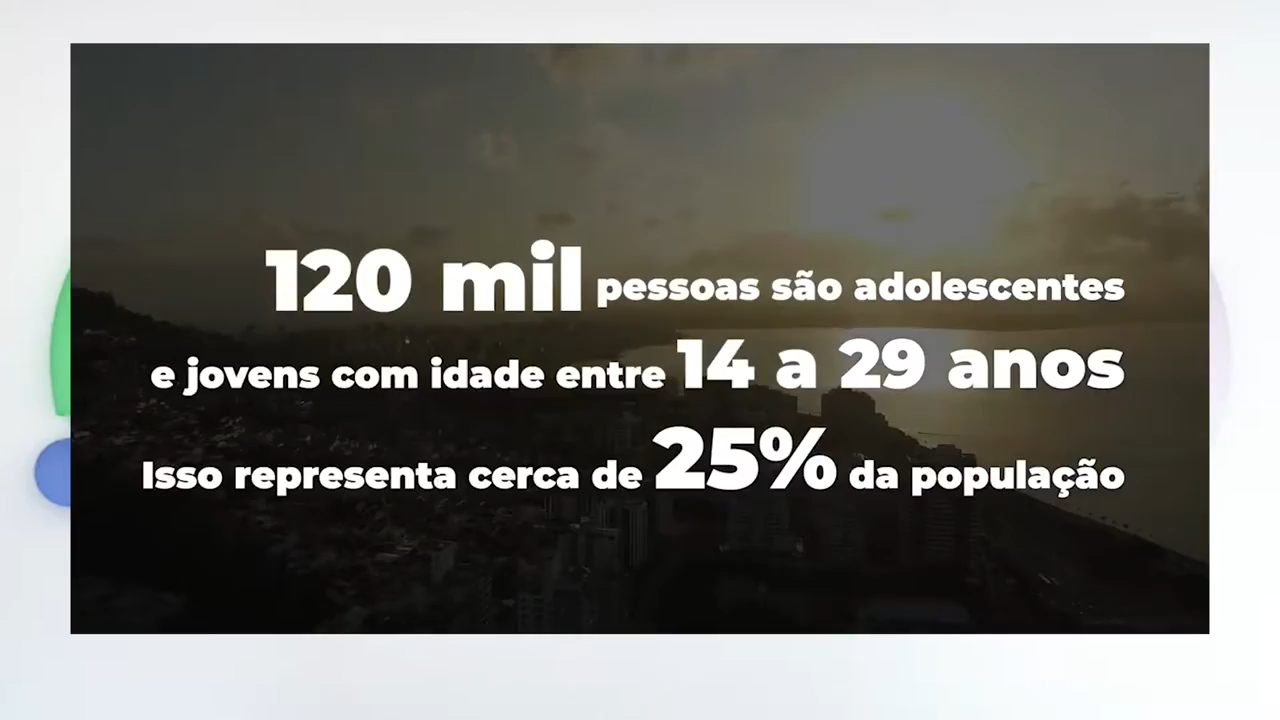 120 mil pessoas são adolescentes
e jovens com idade entre 14 a 29 anos
Isso representa cerca de 25% da população